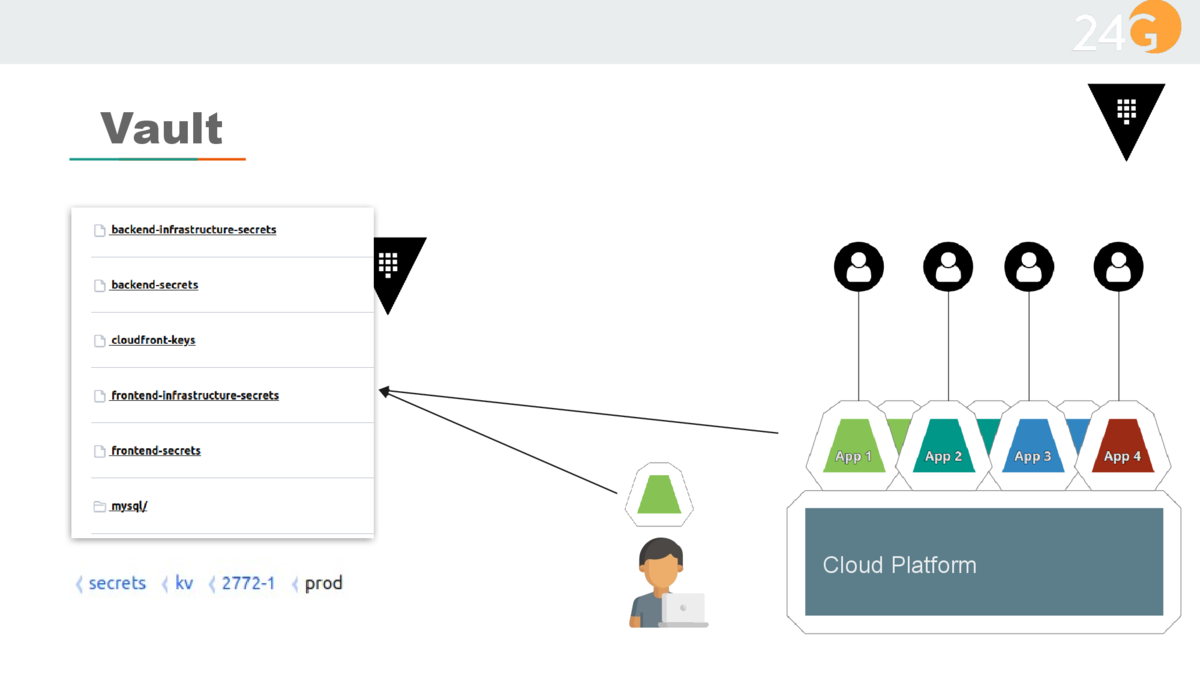 24G
Vault
backend-infrastructure-secrets
backend-secrets
cloudfront-keys
frontend-infrastructure-secrets
frontend-secrets
mysql/
secrets kv 2772-1 prod
App 1 App 2 App 3 App 4
Cloud Platform